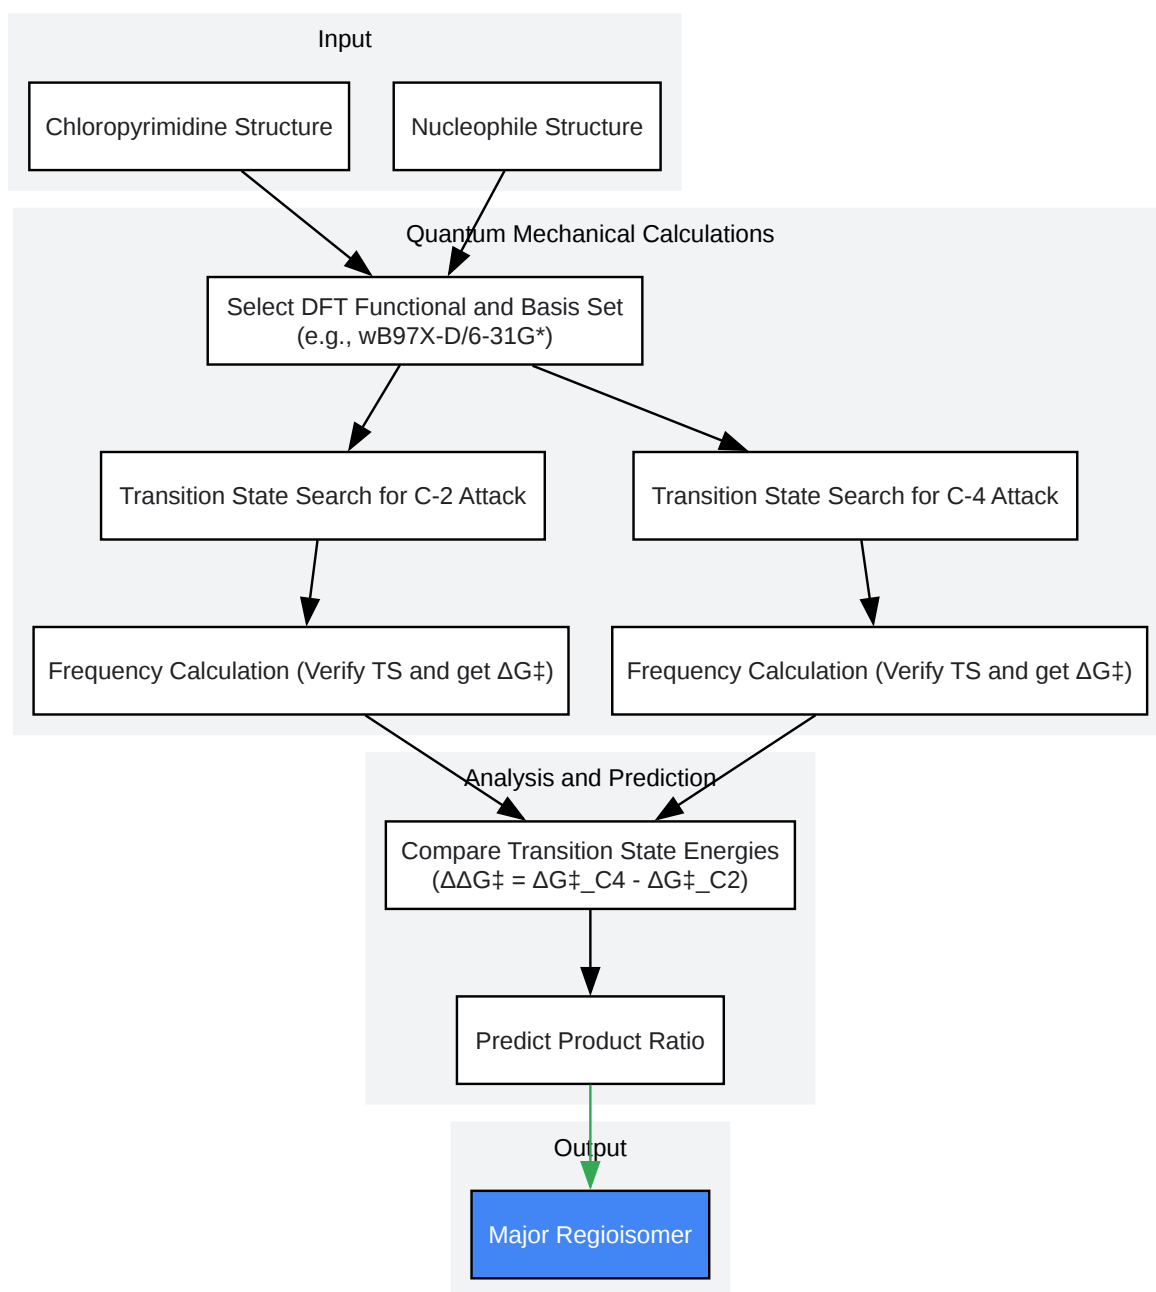 Input
Chloropyrimidine Structure
Nucleophile Structure
Quantum Mechanical Calculations
Select DFT Functional and Basis Set
(e.g., wB97X-D/6-31G*)
Transition State Search for C-2 Attack
Transition State Search for C-4 Attack
Frequency Calculation (Verify TS and get ΔG‡)
Frequency Calculation (Verify TS and get ΔG‡)
Analysis and Prediction
Compare Transition State Energies
(ΔΔG‡ = ΔG‡_C4 - ΔG‡_C2)
Predict Product Ratio
Output
Major Regioisomer